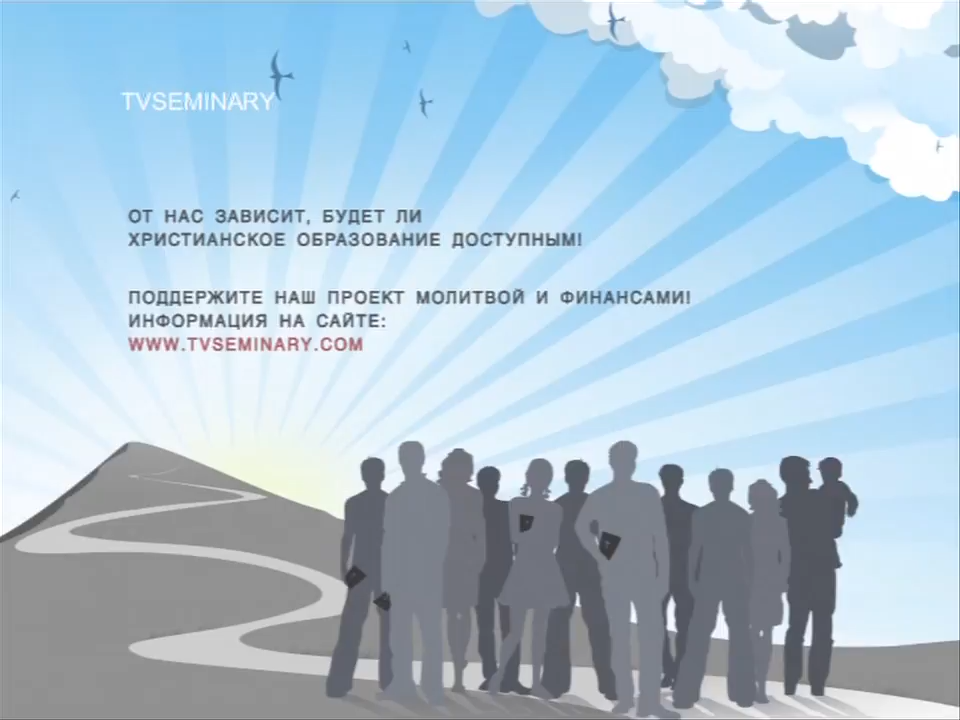 TVSEMINARY
ОТ НАС ЗАВИСИТ, БУДЕТ ЛИ
ХРИСТИАНСКОЕ ОБРАЗОВАНИЕ ДОСТУПНЫМ!
ПОДДЕРЖИТЕ НАШ ПРОЕКТ МОЛИТВОЙ И ФИНАНСАМИ!
ИНФОРМАЦИЯ НА САЙТЕ:
WWW.TVSEMINARY.COM